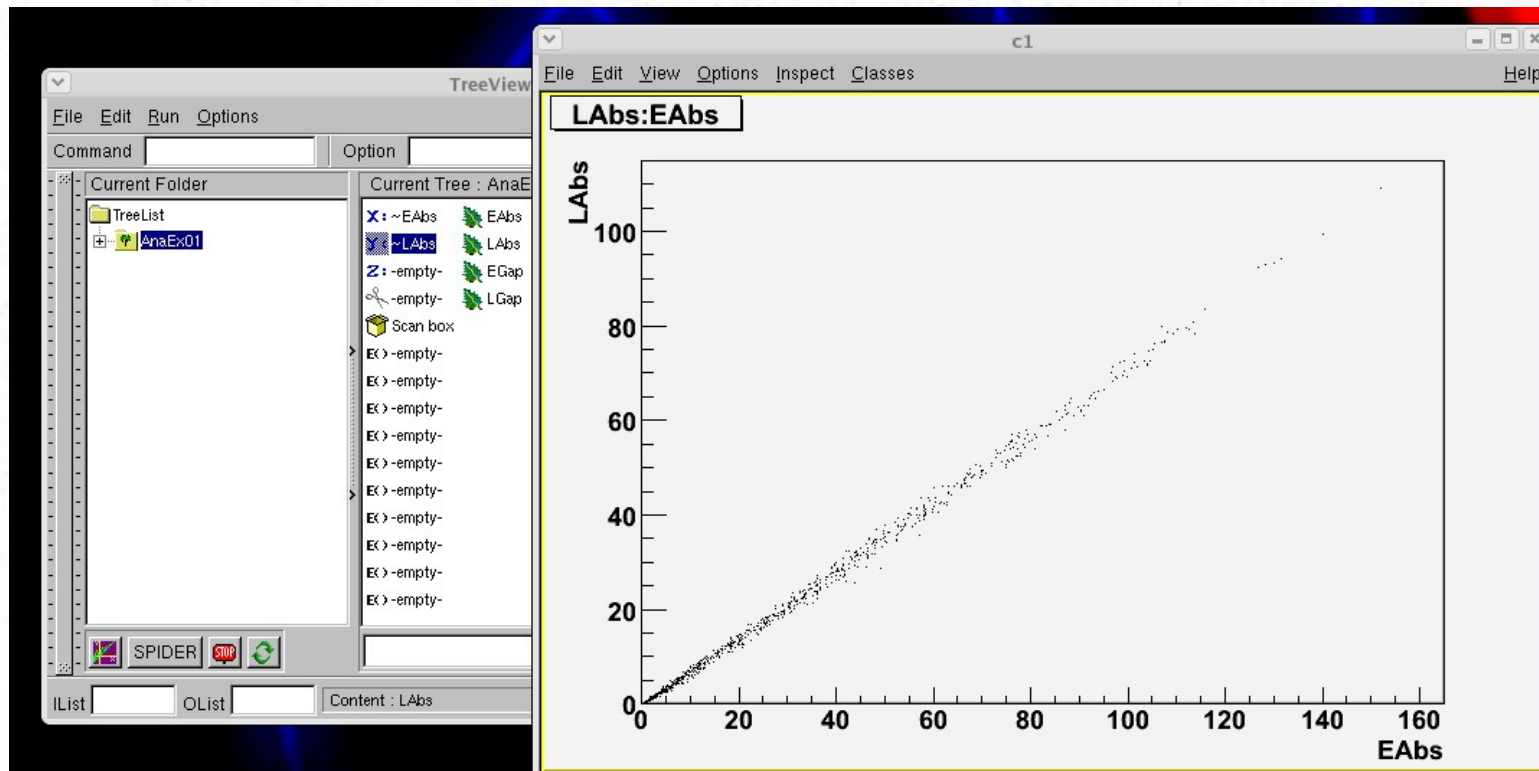 TreeView
File Edit Run Options
Command Option
Current Folder
TreeList
AnaEx01
Current Tree : AnaE
X: ~EAbs EAbs
Y: ~LAbs LAbs
Z: -empty- EGap
-empty- LGap
Scan box
E() -empty-
E() -empty-
E() -empty-
E() -empty-
E() -empty-
E() -empty-
E() -empty-
E() -empty-
E() -empty-
E() -empty-
SPIDER STOP
IList OList Content : LAbs
c1
File Edit View Options Inspect Classes Help
LAbs:EAbs
LAbs
100
80
60
40
20
0
0 20 40 60 80 100 120 140 160
EAbs